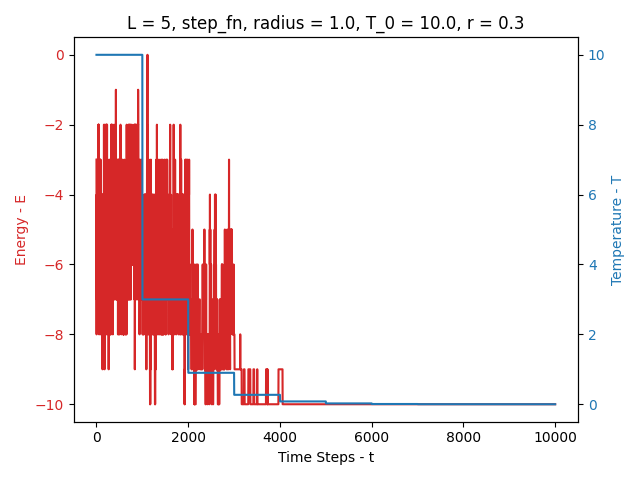 L = 5, step_fn, radius = 1.0, T_0 = 10.0, r = 0.3
0
−2
−4
−6
−8
−10
Energy - E
10
8
6
4
2
0
Temperature - T
0 2000 4000 6000 8000 10000
Time Steps - t